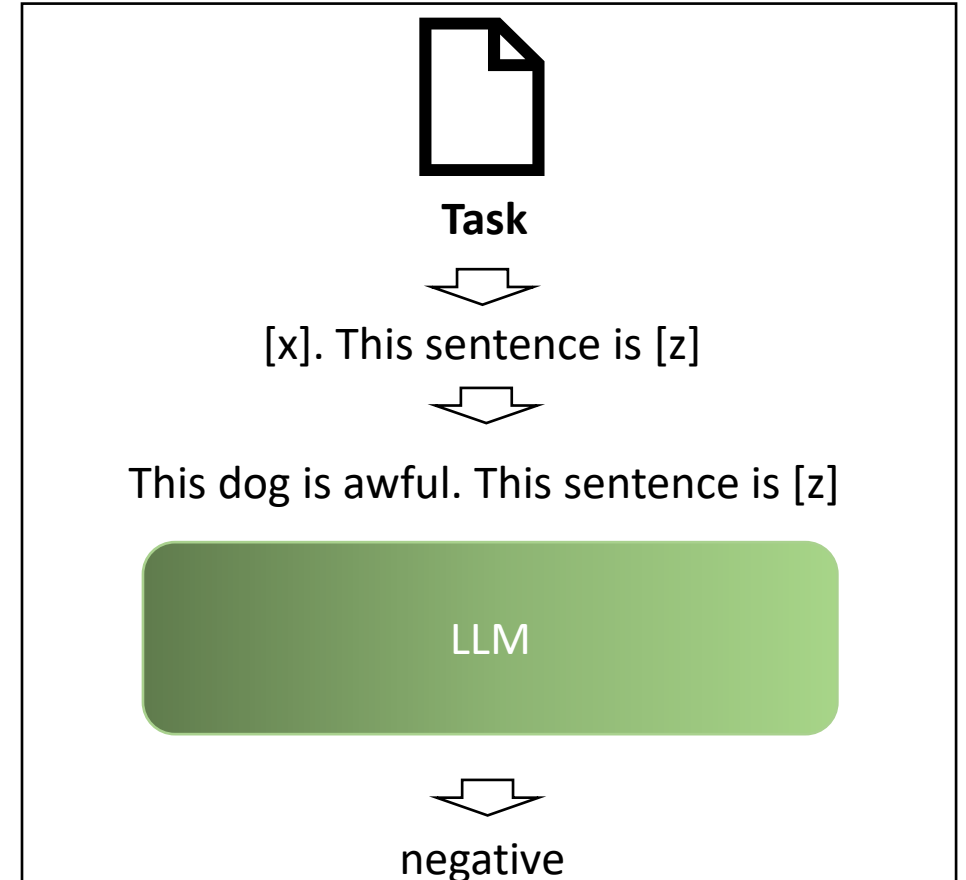 Task
[x]. This sentence is [z]
This dog is awful. This sentence is [z]
LLM
negative